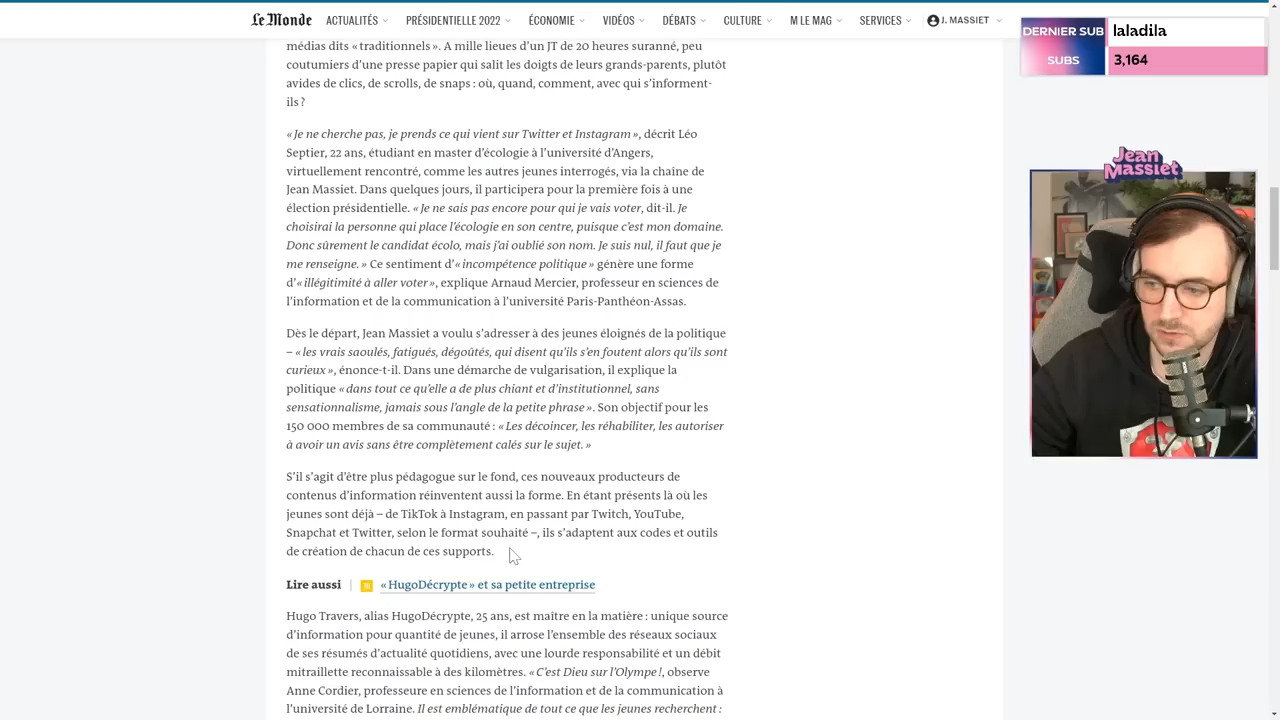 Le Monde
ACTUALITÉS
PRÉSIDENTIELLE 2022
ÉCONOMIE
VIDÉOS
DÉBATS
CULTURE
M LE MAG
SERVICES
J. MASSIET
DERNIER SUB
laladila
SUBS
3,164
Jean
Massiet
médias dits « traditionnels ». A mille lieues d’un JT de 20 heures suranné, peu
coutumiers d’une presse papier qui salit les doigts de leurs grands-parents, plutôt
avides de clics, de scrolls, de snaps : où, quand, comment, avec qui s’informent-
ils ?
« Je ne cherche pas, je prends ce qui vient sur Twitter et Instagram », décrit Léo
Septier, 22 ans, étudiant en master d’écologie à l’université d’Angers,
virtuellement rencontré, comme les autres jeunes interrogés, via la chaîne de
Jean Massiet. Dans quelques jours, il participera pour la première fois à une
élection présidentielle. « Je ne sais pas encore pour qui je vais voter, dit-il. Je
choisirai la personne qui place l’écologie en son centre, puisque c’est mon domaine.
Donc sûrement le candidat écolo, mais j’ai oublié son nom. Je suis nul, il faut que je
me renseigne. » Ce sentiment d’« incompétence politique » génère une forme
d’« illégitimité à aller voter », explique Arnaud Mercier, professeur en sciences de
l’information et de la communication à l’université Paris-Panthéon-Assas.
Dès le départ, Jean Massiet a voulu s’adresser à des jeunes éloignés de la politique
– « les vrais saoulés, fatigués, dégoûtés, qui disent qu’ils s’en foutent alors qu’ils sont
curieux », énonce-t-il. Dans une démarche de vulgarisation, il explique la
politique « dans tout ce qu’elle a de plus chiant et d’institutionnel, sans
sensationnalisme, jamais sous l’angle de la petite phrase ». Son objectif pour les
150 000 membres de sa communauté : « Les décoincer, les réhabiliter, les autoriser
à avoir un avis sans être complètement calés sur le sujet. »
S’il s’agit d’être plus pédagogue sur le fond, ces nouveaux producteurs de
contenus d’information réinventent aussi la forme. En étant présents là où les
jeunes sont déjà – de TikTok à Instagram, en passant par Twitch, YouTube,
Snapchat et Twitter, selon le format souhaité –, ils s’adaptent aux codes et outils
de création de chacun de ces supports.
Lire aussi | « HugoDécrypte » et sa petite entreprise
Hugo Travers, alias HugoDécrypte, 25 ans, est maître en la matière : unique source
d’information pour quantité de jeunes, il arrose l’ensemble des réseaux sociaux
de ses résumés d’actualité quotidiens, avec une lourde responsabilité et un débit
mitraillette reconnaissable à des kilomètres. « C’est Dieu sur l’Olympe !, observe
Anne Cordier, professeure en sciences de l’information et de la communication à
l’université de Lorraine. Il est emblématique de tout ce que les jeunes recherchent :